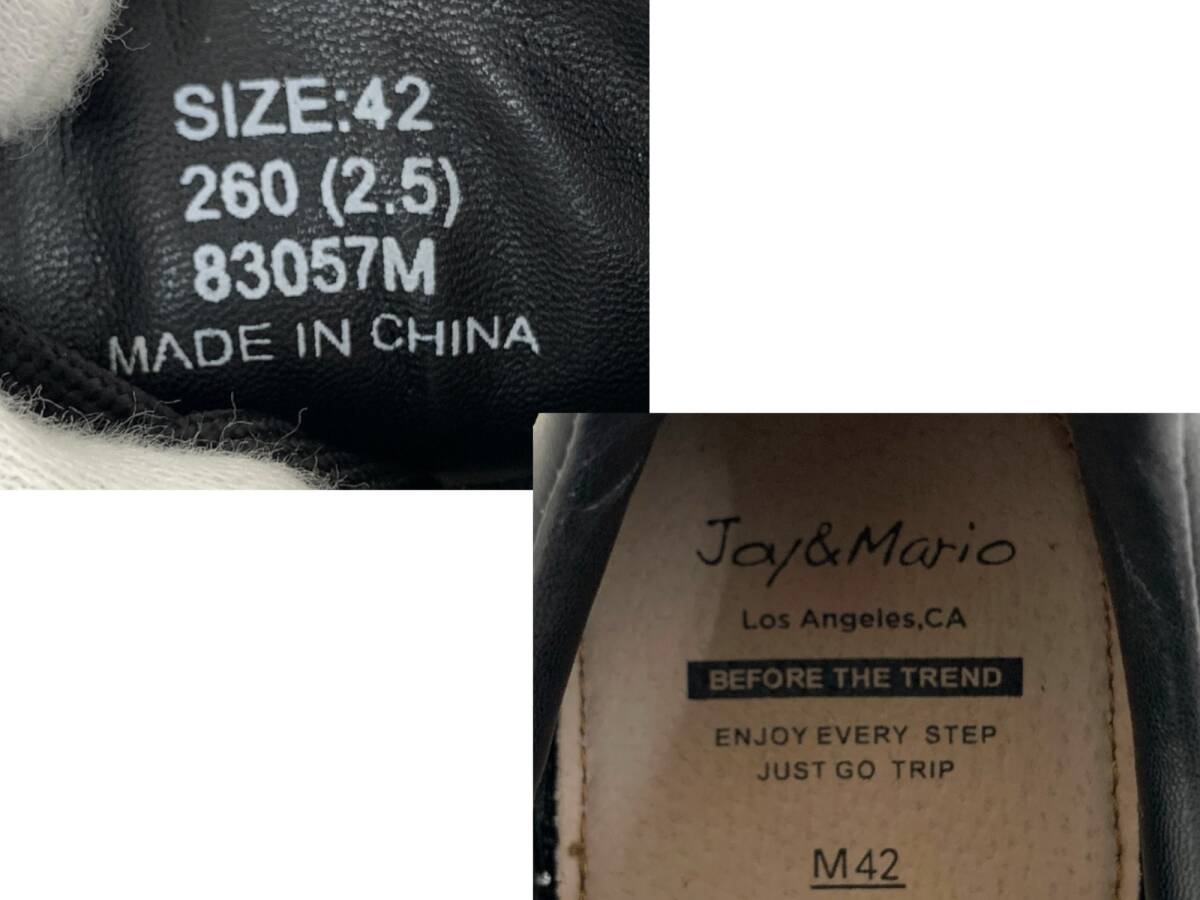 SIZE:42
260 (2.5)
83057M
MADE IN CHINA
Joy&Mario
Los Angeles,CA
BEFORE THE TREND
ENJOY EVERY STEP
JUST GO TRIP
M42